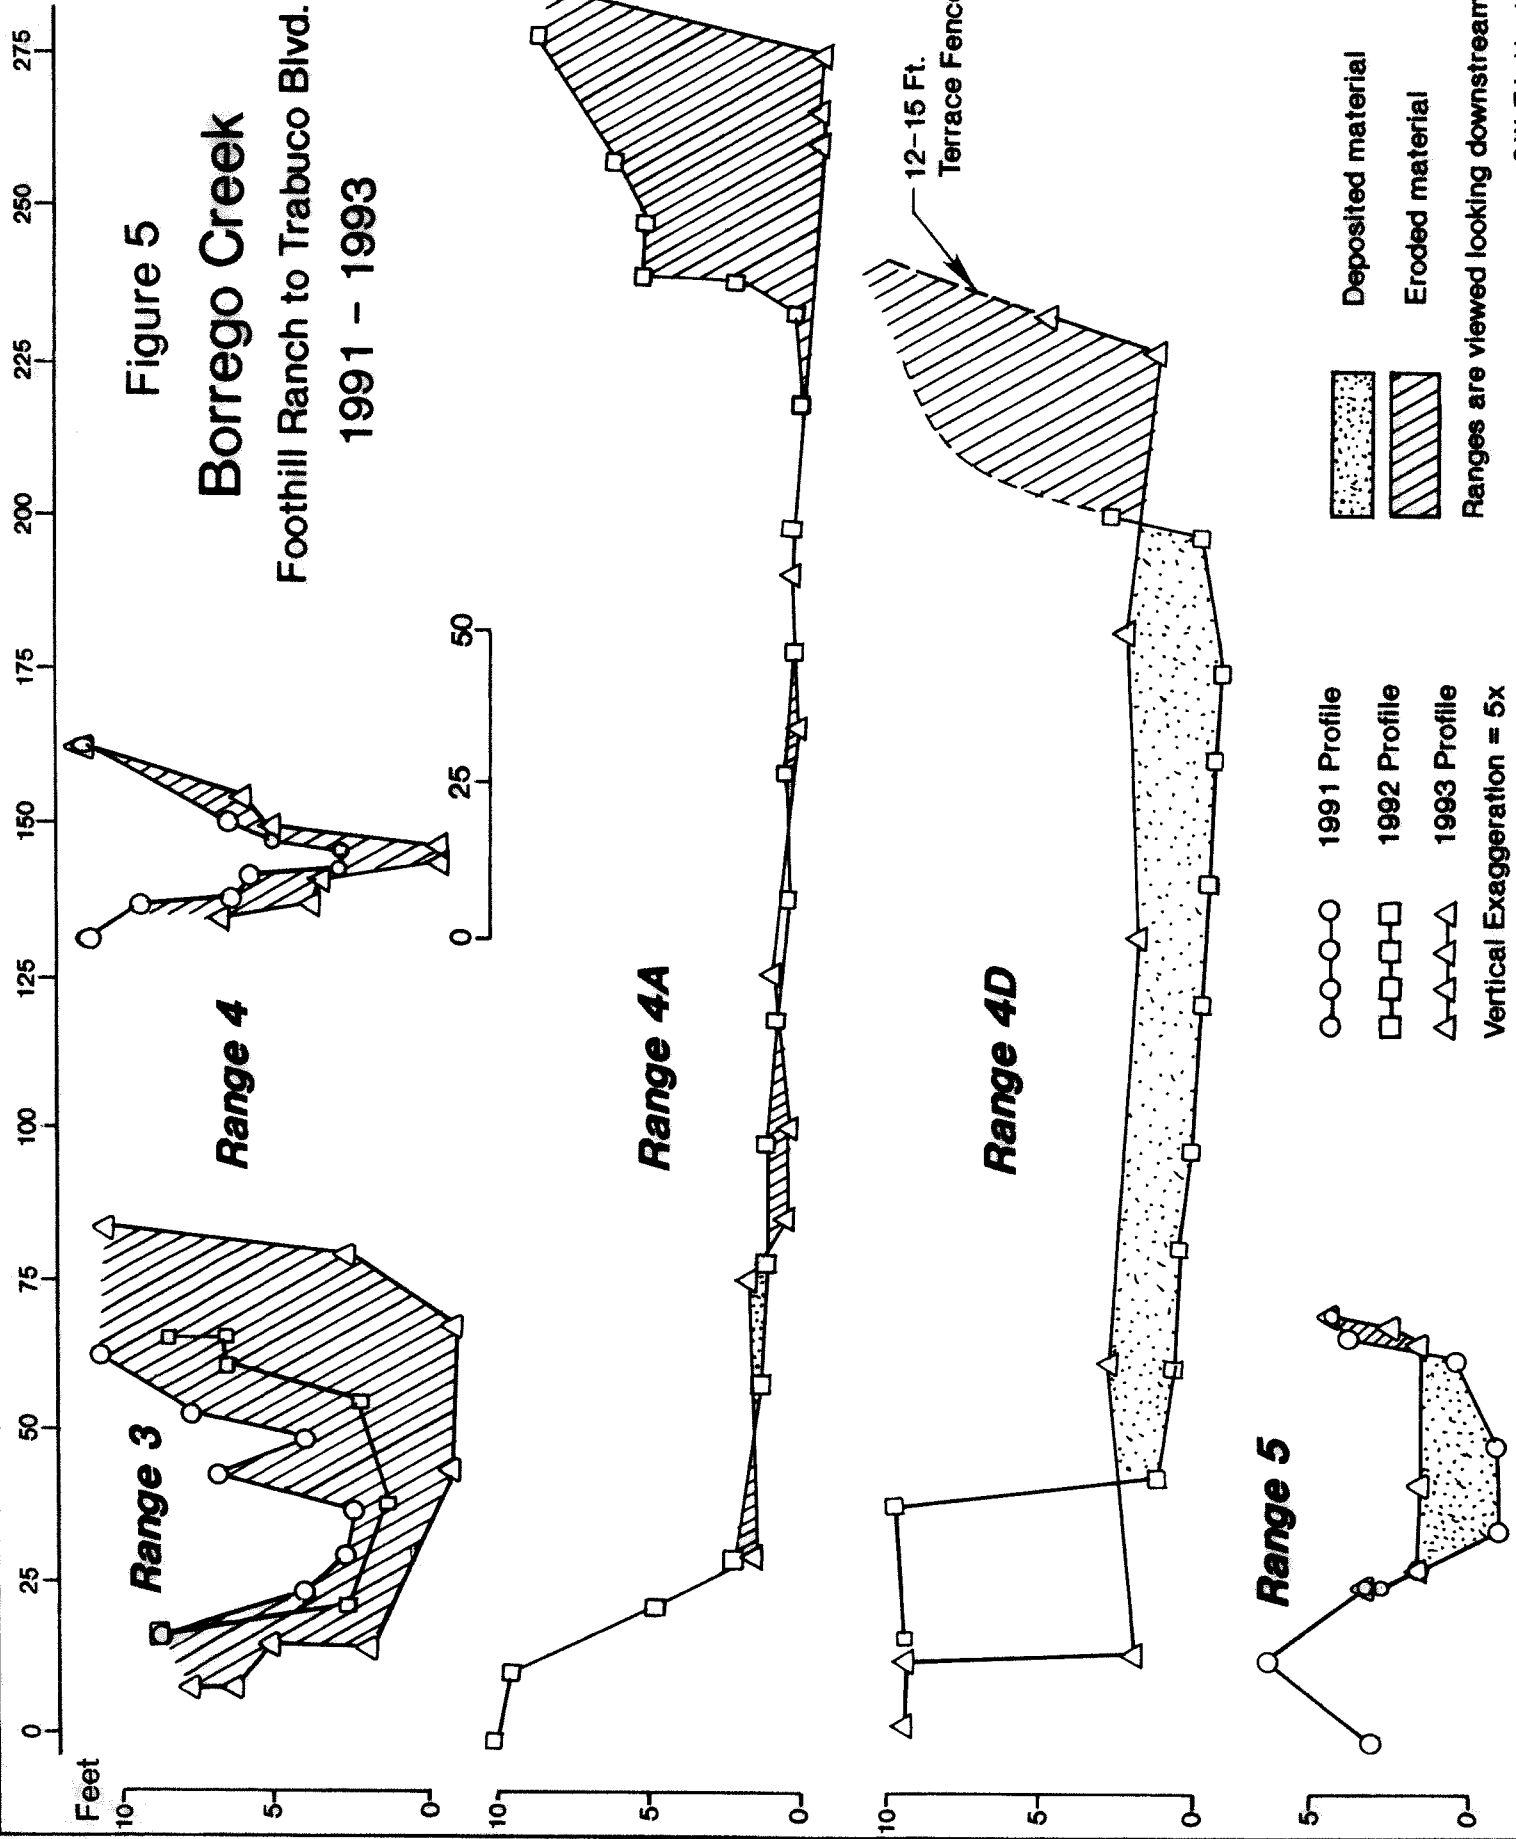 Feet
0 25 50 75 100 125 150 175 200 225 250 275
Figure 5
Borrego Creek
Foothill Ranch to Trabuco Blvd.
1991 – 1993
10
5
0
Range 3
Range 4
0 25 50
10
5
0
Range 4A
12–15 Ft.
Terrace
10
5
0
Range 4D
5
0
Range 5
1991 Profile
1992 Profile
1993 Profile
Vertical Exaggeration = 5x
Deposited material
Eroded material
Ranges are viewed looking downstream